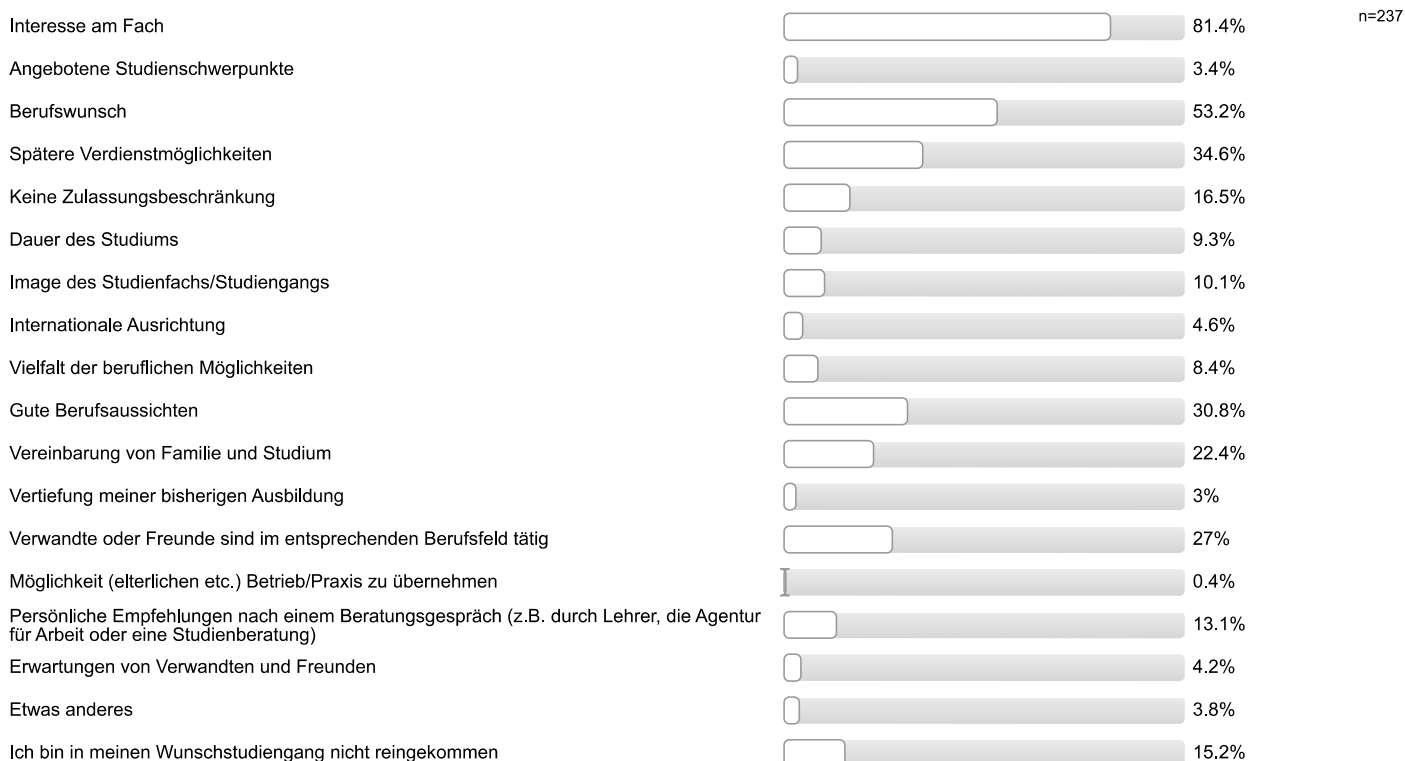 Interesse am Fach 81.4% n=237
Angebotene Studienschwerpunkte 3.4%
Berufswunsch 53.2%
Spätere Verdienstmöglichkeiten 34.6%
Keine Zulassungsbeschränkung 16.5%
Dauer des Studiums 9.3%
Image des Studienfachs/Studiengangs 10.1%
Internationale Ausrichtung 4.6%
Vielfalt der beruflichen Möglichkeiten 8.4%
Gute Berufsaussichten 30.8%
Vereinbarung von Familie und Studium 22.4%
Vertiefung meiner bisherigen Ausbildung 3%
Verwandte oder Freunde sind im entsprechenden Berufsfeld tätig 27%
Möglichkeit (elterlichen etc.) Betrieb/Praxis zu übernehmen 0.4%
Persönliche Empfehlungen nach einem Beratungsgespräch (z.B. durch Lehrer, die Agentur
für Arbeit oder eine Studienberatung) 13.1%
Erwartungen von Verwandten und Freunden 4.2%
Etwas anderes 3.8%
Ich bin in meinen Wunschstudiengang nicht reingekommen 15.2%